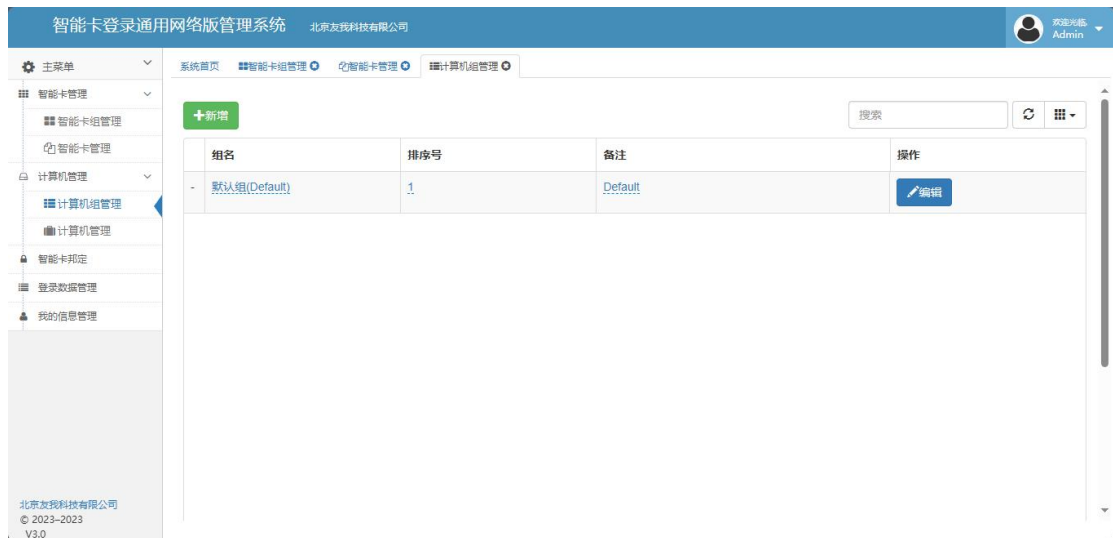 智能卡登录通用网络版管理系统 北京友我科技有限公司
欢迎光临,
Admin
主菜单
系统首页 智能卡组管理 智能卡管理 计算机组管理
智能卡管理
智能卡组管理
智能卡管理
计算机管理
计算机组管理
计算机管理
智能卡邦定
登录数据管理
我的信息管理
新增
搜索
组名 排序号 备注 操作
- 默认组(Default) 1 Default 编辑
北京友我科技有限公司
© 2023–2023
V3.0